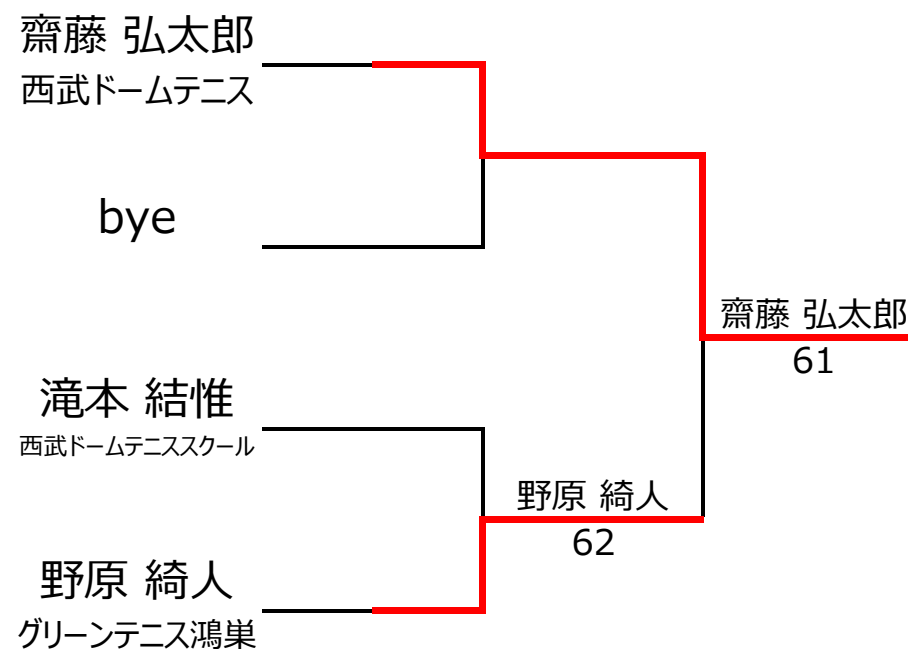 齋藤 弘太郎
西武ドームテニス
bye
齋藤 弘太郎
61
滝本 結惟
西武ドームテニススクール
野原 綺人
62
野原 綺人
グリーンテニス鴻巣